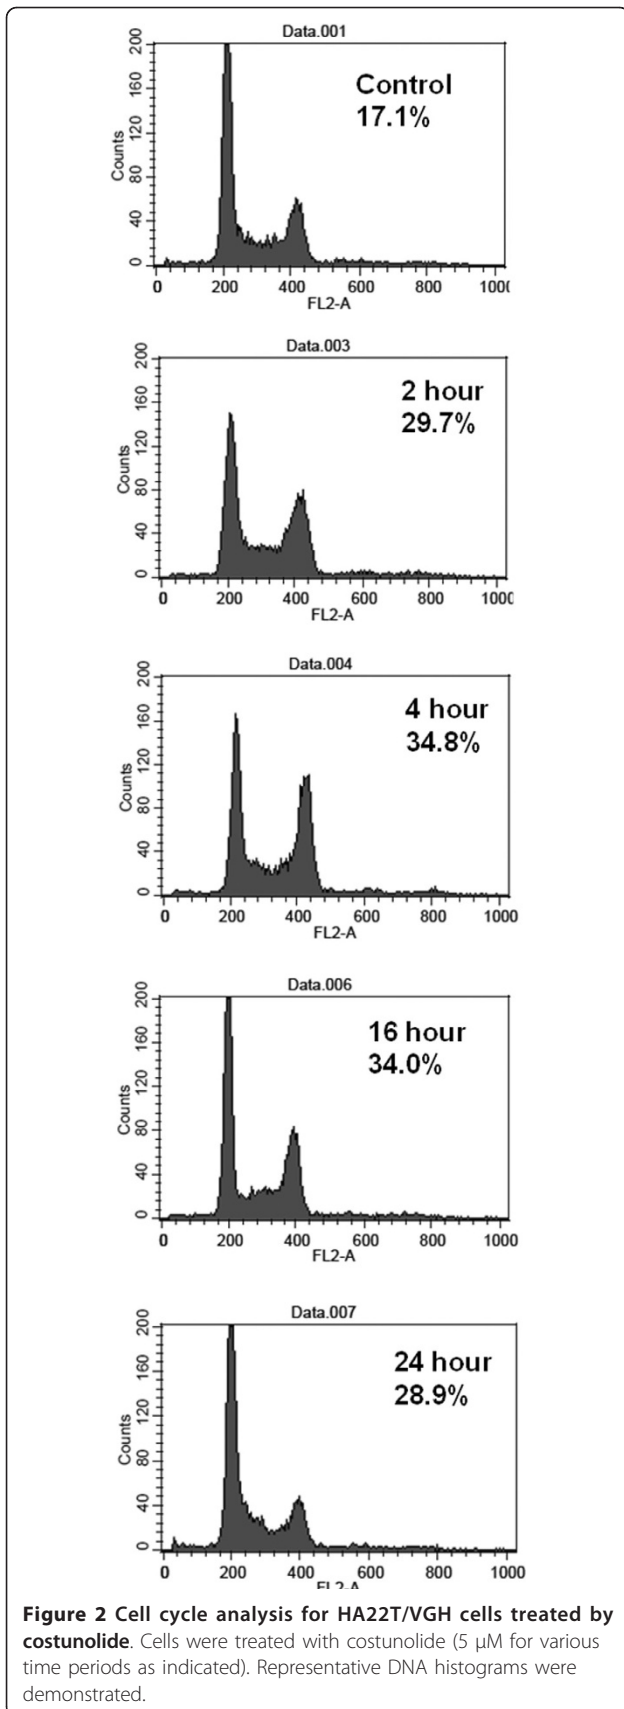 Data.001
Control
17.1%
Counts
0 40 80 120 160 200
0 200 400 600 800 100(
FL2-A
Data.003
2 hour
29.7%
Counts
0 40 80 120 160 200
0 200 400 600 800 100(
FL2-A
Data.004
4 hour
34.8%
Counts
0 40 80 120 160 200
0 200 400 600 800 1000
FL2-A
Data.006
16 hour
34.0%
Counts
0 40 80 120 160 200
0 200 400 600 800 1000
FL2-A
Data.007
24 hour
28.9%
Counts
0 40 80 120 160 200
0 200 400 600 800 1000
FL2-A
Figure 2 Cell cycle analysis for HA22T/VGH cells treated by
costunolide. Cells were treated with costunolide (5 μM for various
time periods as indicated). Representative DNA histograms were
demonstrated.